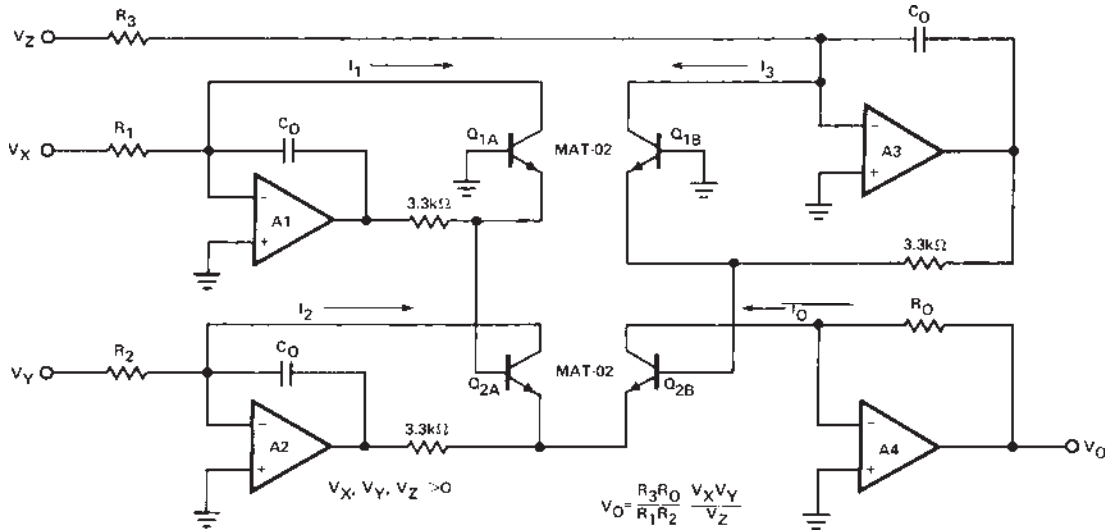 R3
VZ
CO
I1
I3
R1
CO
Q1A
MAT-02
Q1B
VX
A3
−
+
3.3kΩ
A1
−
+
3.3kΩ
I2
IO
RO
R2
CO
VY
Q2A
MAT-02
Q2B
3.3kΩ
A2
−
+
A4
−
+
VO
VX, VY, VZ >0
VO = R3RO/R1R2 VXVY/VZ